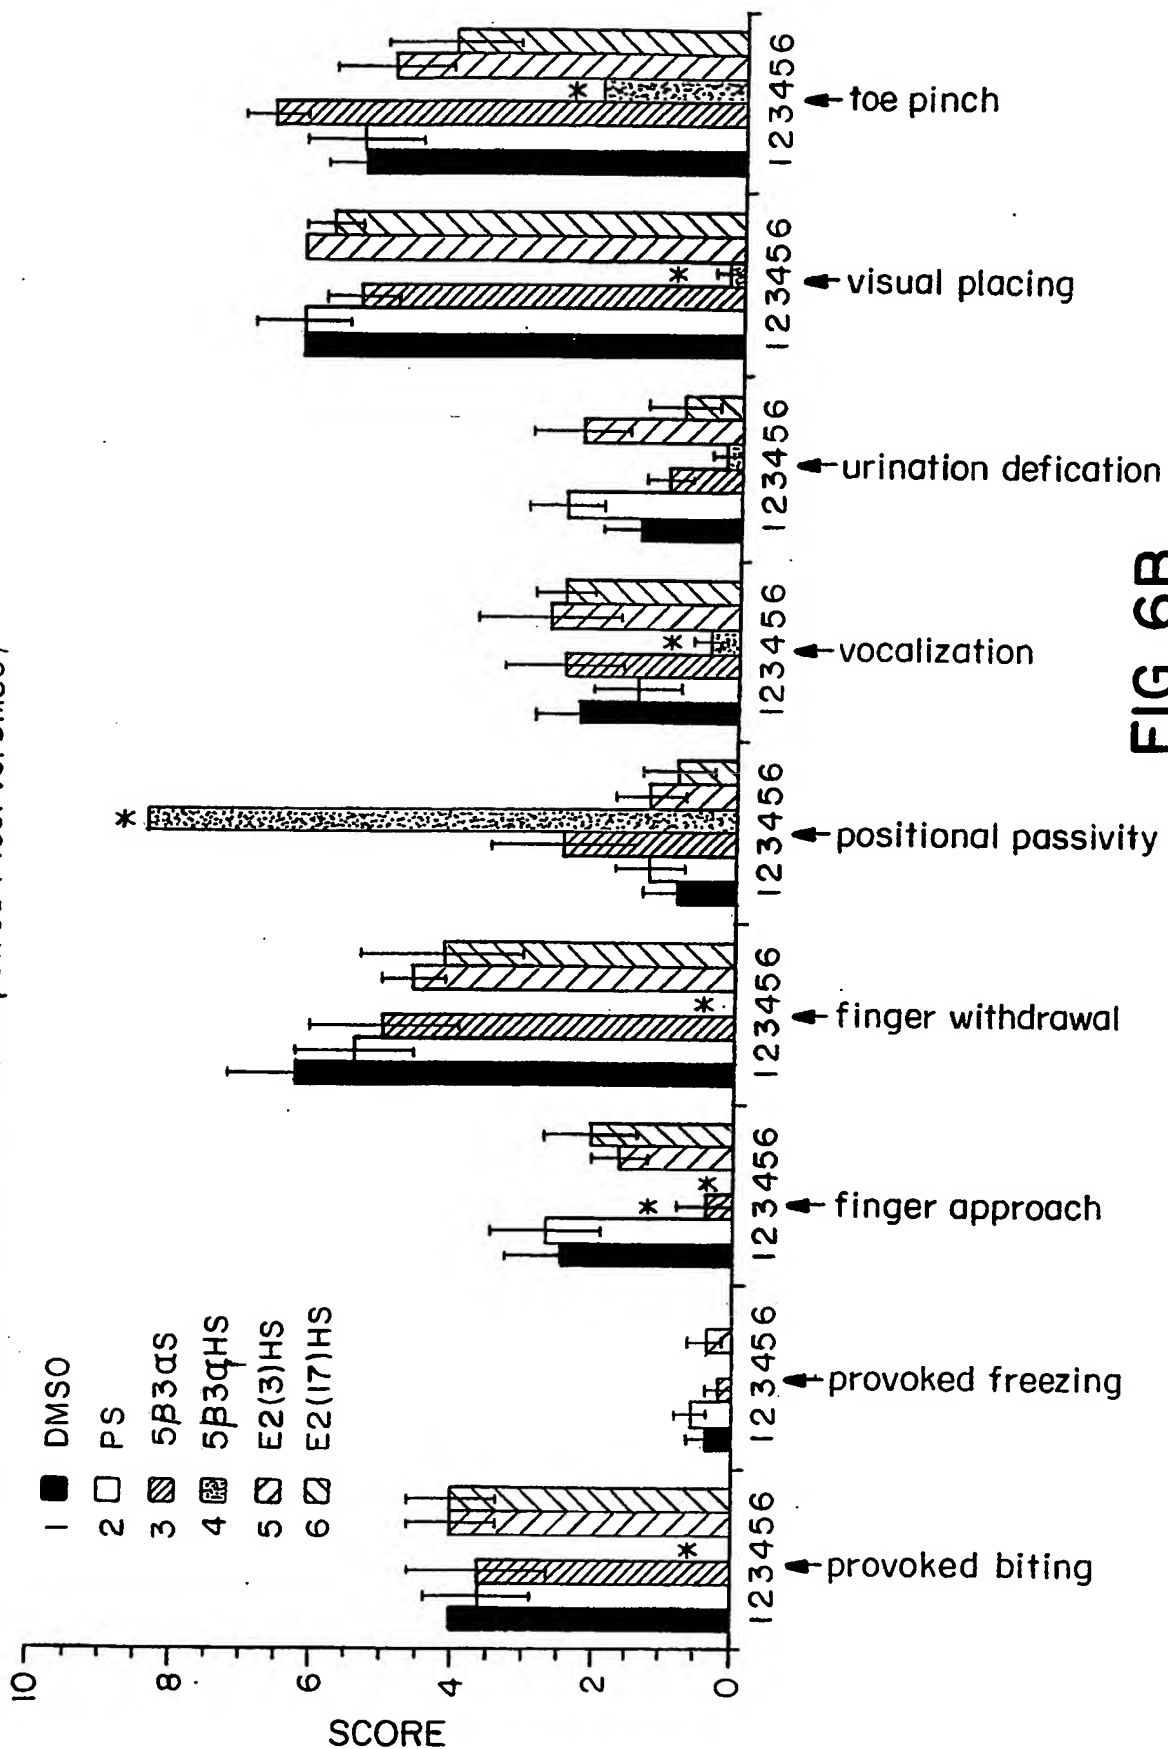 1 DMSO
2 PS
3 5β3αS
4 5β3αHS
5 E2(3)HS
6 E2(17)HS
10
8
6
4
2
0
SCORE
* * * * * * * *
123456 123456 123456 123456 123456 123456 123456 123456 123456
provoked biting
provoked freezing
finger approach
finger withdrawal
positional passivity
vocalization
urination defication
visual placing
toe pinch
FIG 6B